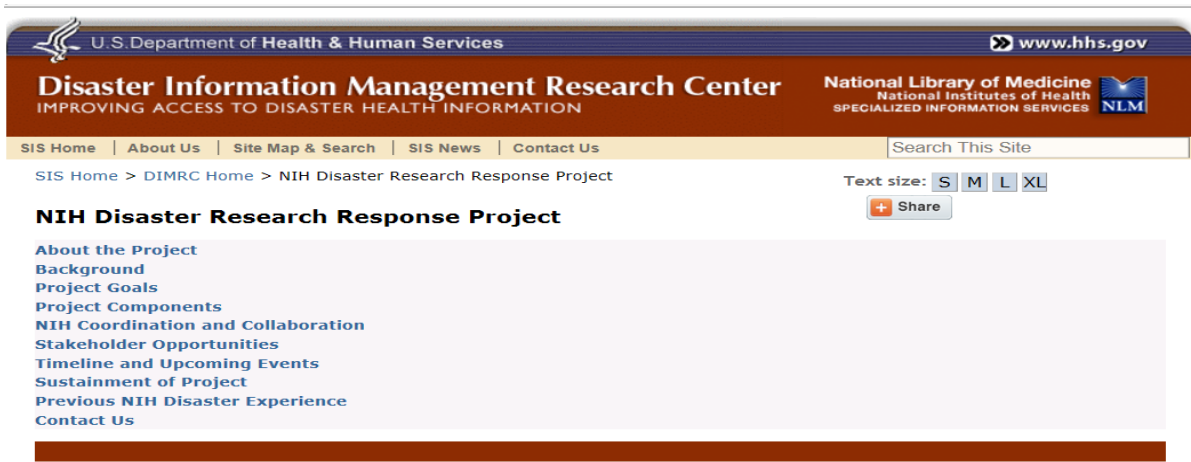 U.S.Department of Health & Human Services
www.hhs.gov
Disaster Information Management Research Center
IMPROVING ACCESS TO DISASTER HEALTH INFORMATION
National Library of Medicine
National Institutes of Health
SPECIALIZED INFORMATION SERVICES
NLM
SIS Home | About Us | Site Map & Search | SIS News | Contact Us
Search This Site
SIS Home > DIMRC Home > NIH Disaster Research Response Project
Text size: S M L XL
Share
NIH Disaster Research Response Project
About the Project
Background
Project Goals
Project Components
NIH Coordination and Collaboration
Stakeholder Opportunities
Timeline and Upcoming Events
Sustainment of Project
Previous NIH Disaster Experience
Contact Us